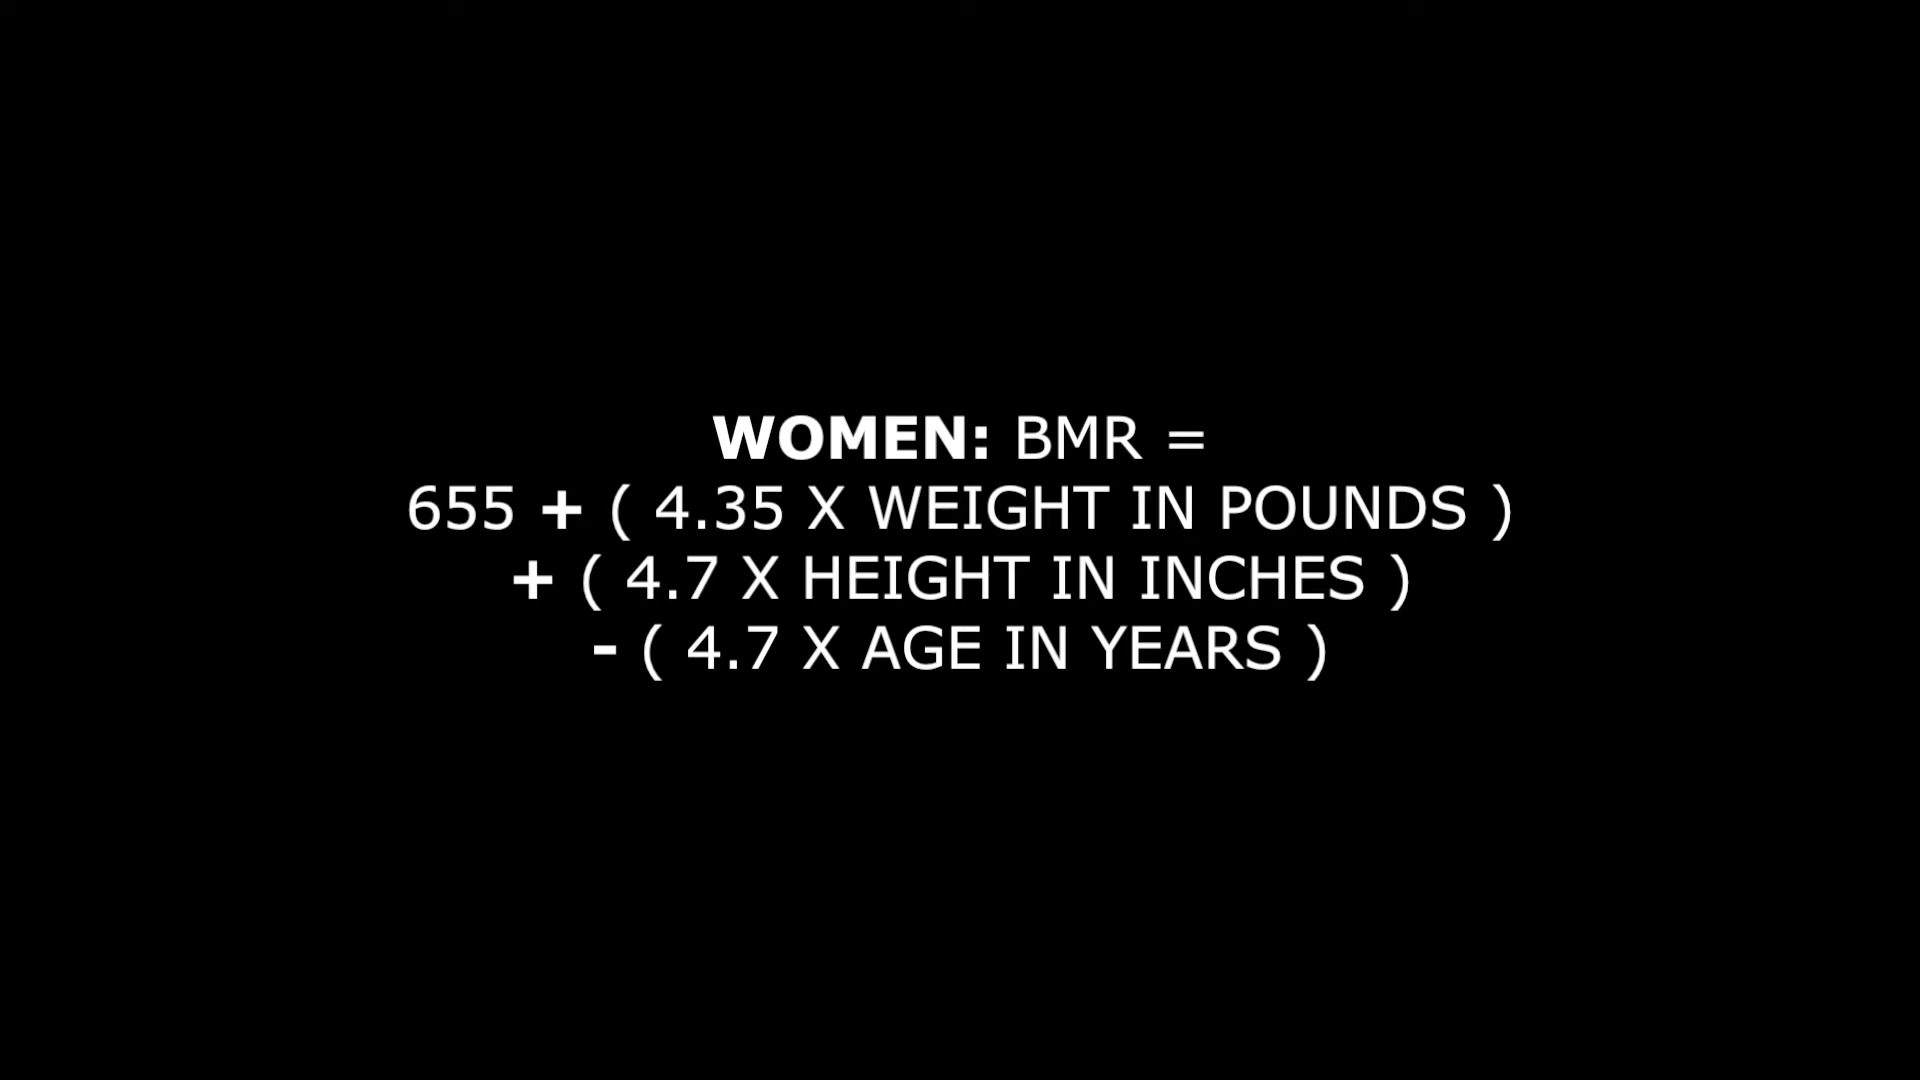 WOMEN: BMR =
655 + ( 4.35 X WEIGHT IN POUNDS )
+ ( 4.7 X HEIGHT IN INCHES )
- ( 4.7 X AGE IN YEARS )